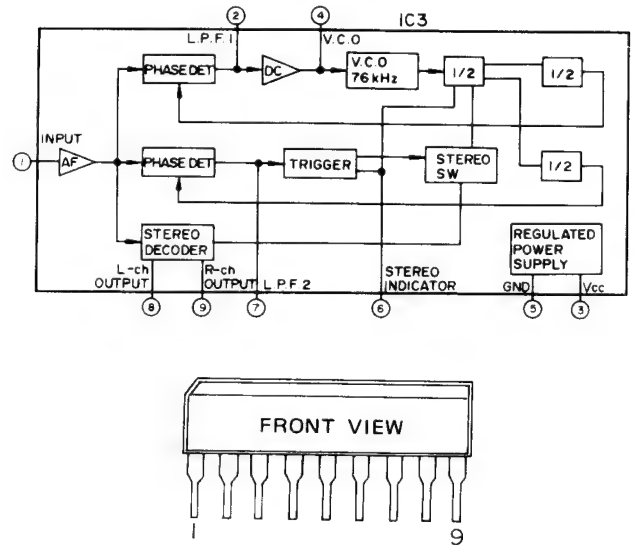 ② ④ IC3
L.P.F.1 V.C.O
PHASE DET DC V.C.O 76kHz 1/2 1/2
INPUT
① AF PHASE DET TRIGGER STEREO SW 1/2
STEREO DECODER
REGULATED POWER SUPPLY
L-ch OUTPUT R-ch OUTPUT L.P.F.2 STEREO INDICATOR GND Vcc
⑧ ⑨ ⑦ ⑥ ⑤ ③
FRONT VIEW
1 9